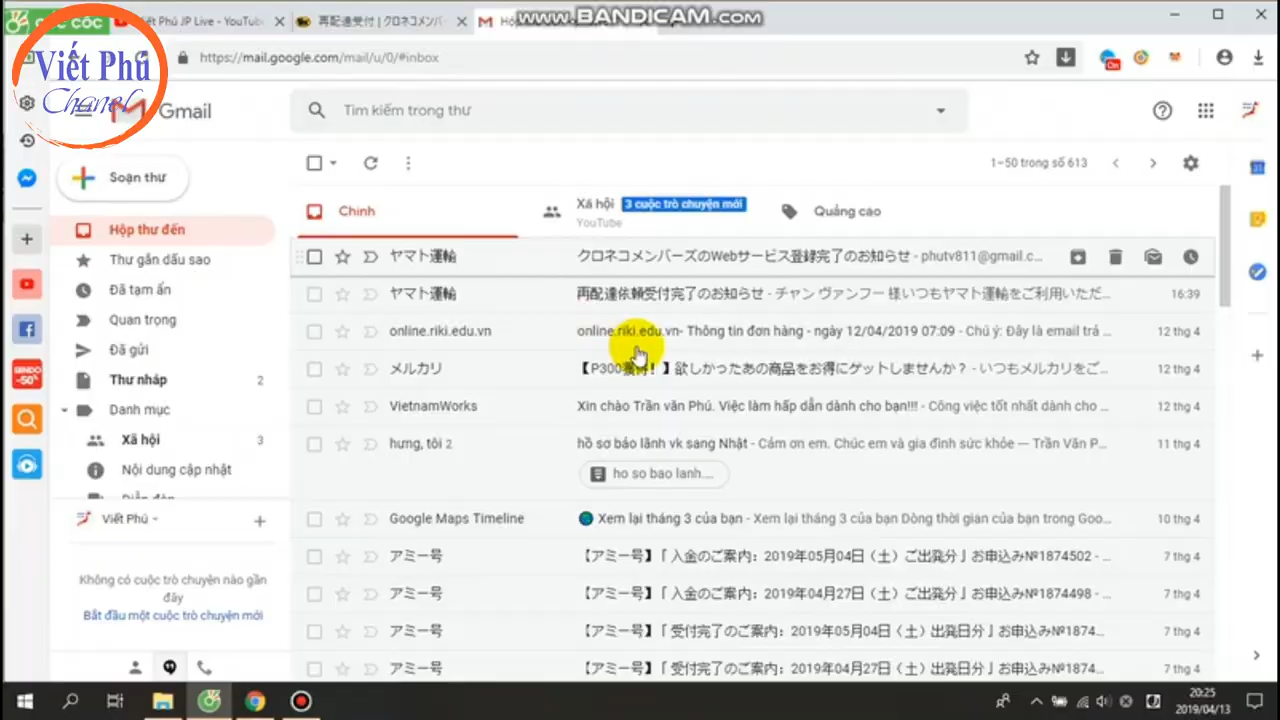 www.BANDICAM.com
CỐC CỐC
Viết Phú JP Live - YouTube
再配達受付 | クロネコメンバー
Viết Phú
Chanel
https://mail.google.com/mail/u/0/#inbox
On
Gmail
Tìm kiếm trong thư
Soạn thư
1–50 trong số 613
Chính
Xã hội
3 cuộc trò chuyện mới
YouTube
Quảng cáo
Hộp thư đến
Thư gắn dấu sao
Đã tạm ẩn
Quan trọng
Đã gửi
Thư nháp 2
Danh mục
Xã hội 3
Nội dung cập nhật
Diễn đàn
Viết Phú
Không có cuộc trò chuyện nào gần
đây
Bắt đầu một cuộc trò chuyện mới
SENDO
-50%
ヤマト運輸 クロネコメンバーズのWebサービス登録完了のお知らせ - phutv811@gmail.c...
ヤマト運輸 再配達依頼受付完了のお知らせ - チャン ヴァンフー 様いつもヤマト運輸をご利用いただ... 16:39
online.riki.edu.vn online.riki.edu.vn- Thông tin đơn hàng - ngày 12/04/2019 07:09 - Chú ý: Đây là email trả ... 12 thg 4
メルカリ 【P300獲得！】欲しかったあの商品をお得にゲットしませんか？ - いつもメルカリをご... 12 thg 4
VietnamWorks Xin chào Trần văn Phú. Việc làm hấp dẫn dành cho bạn!!! - Công việc tốt nhất dành cho ... 12 thg 4
hưng, tôi 2 hồ sơ bảo lãnh vk sang Nhật - Cảm ơn em. Chúc em và gia đình sức khỏe — Trần Văn P... 11 thg 4
ho so bao lanh....
Google Maps Timeline Xem lại tháng 3 của bạn - Xem lại tháng 3 của bạn Dòng thời gian của bạn trong Goo... 10 thg 4
アミー号 【アミー号】「入金のご案内：2019年05月04日（土）ご出発分」お申込み№1874502 - ... 7 thg 4
アミー号 【アミー号】「入金のご案内：2019年04月27日（土）ご出発分」お申込み№1874498 - ... 7 thg 4
アミー号 【アミー号】「受付完了のご案内：2019年05月04日（土）出発日分」お申込み№1874... 7 thg 4
アミー号 【アミー号】「受付完了のご案内：2019年04月27日（土）出発日分」お申込み№1874... 7 thg 4
20:25
2019/04/13